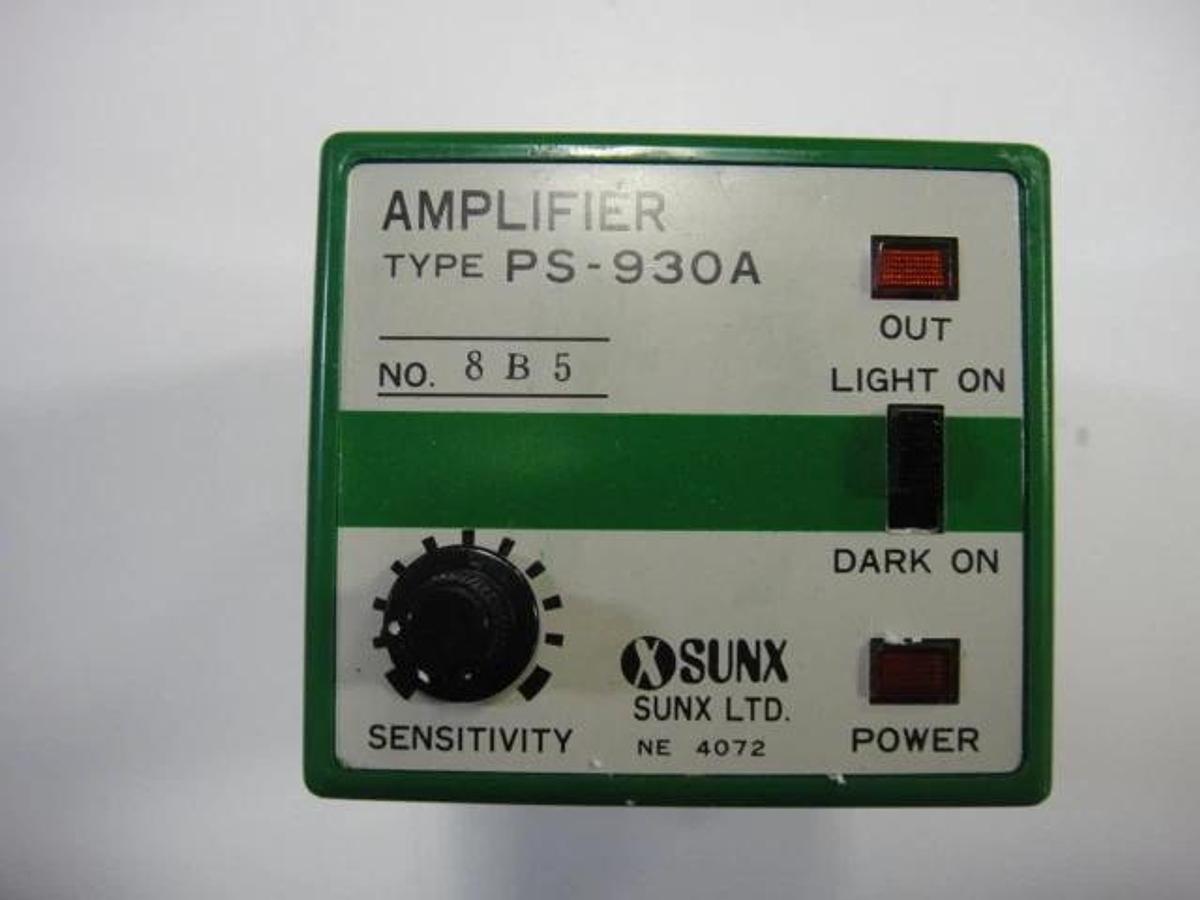 AMPLIFIER
TYPE PS-930A
NO. 8 B 5
OUT
LIGHT ON
DARK ON
SENSITIVITY
X SUNX
SUNX LTD.
NE 4072
POWER